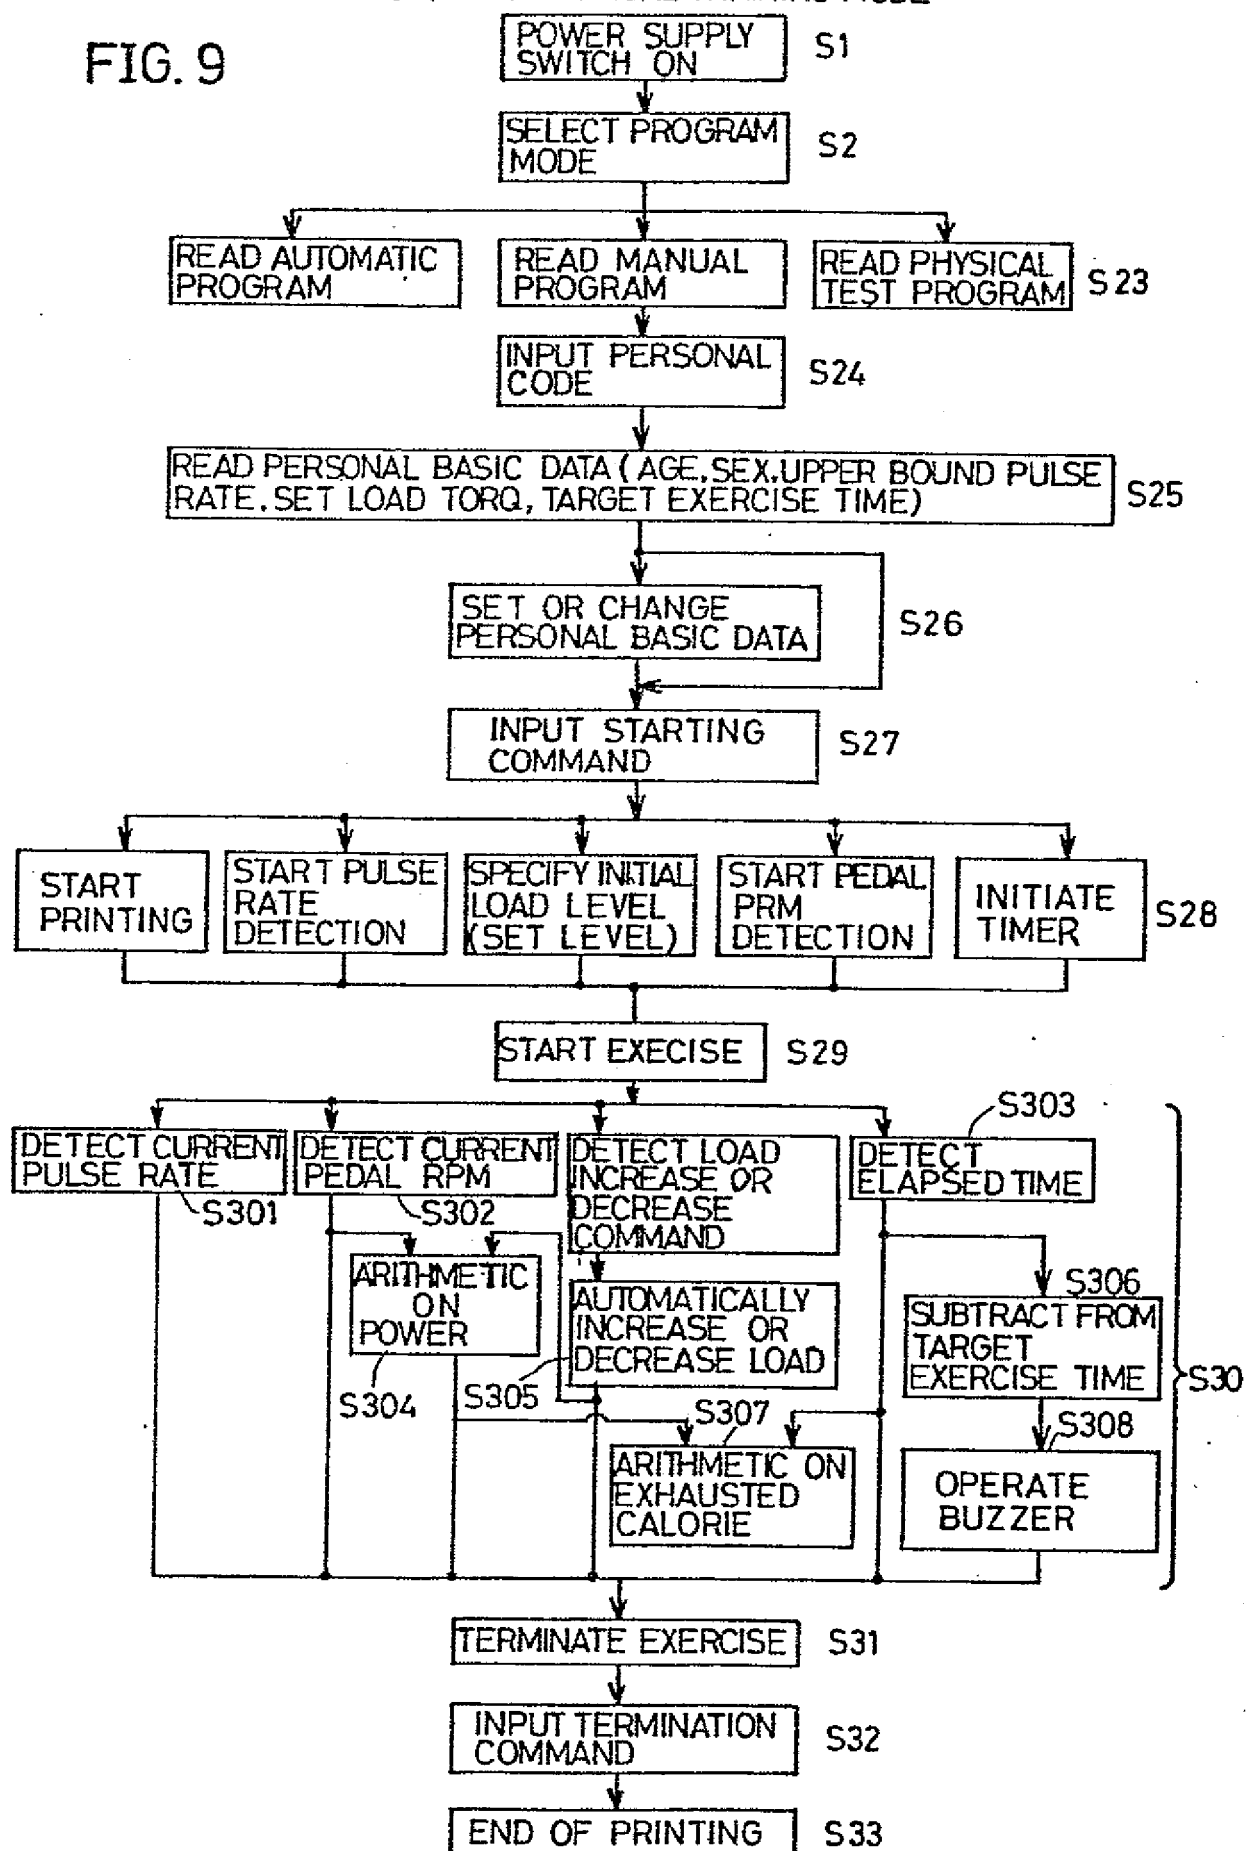 FIG. 9
POWER SUPPLY
SWITCH ON
S1
SELECT PROGRAM
MODE
S2
READ AUTOMATIC
PROGRAM
READ MANUAL
PROGRAM
READ PHYSICAL
TEST PROGRAM
S23
INPUT PERSONAL
CODE
S24
READ PERSONAL BASIC DATA (AGE,SEX,UPPER BOUND PULSE
RATE,SET LOAD TORQ,TARGET EXERCISE TIME)
S25
SET OR CHANGE
PERSONAL BASIC DATA
S26
INPUT STARTING
COMMAND
S27
START
PRINTING
START PULSE
RATE
DETECTION
SPECIFY INITIAL
LOAD LEVEL
(SET LEVEL)
START PEDAL
PRM
DETECTION
INITIATE
TIMER
S28
START EXECISE
S29
DETECT CURRENT
PULSE RATE
S301
DETECT CURRENT
PEDAL RPM
S302
DETECT LOAD
INCREASE OR
DECREASE
COMMAND
S303
DETECT
ELAPSED TIME
ARITHMETIC
ON
POWER
S304
AUTOMATICALLY
INCREASE OR
DECREASE LOAD
S305
S306
SUBTRACT FROM
TARGET
EXERCISE TIME
S30
S307
ARITHMETIC ON
EXHAUSTED
CALORIE
S308
OPERATE
BUZZER
TERMINATE EXERCISE
S31
INPUT TERMINATION
COMMAND
S32
END OF PRINTING
S33